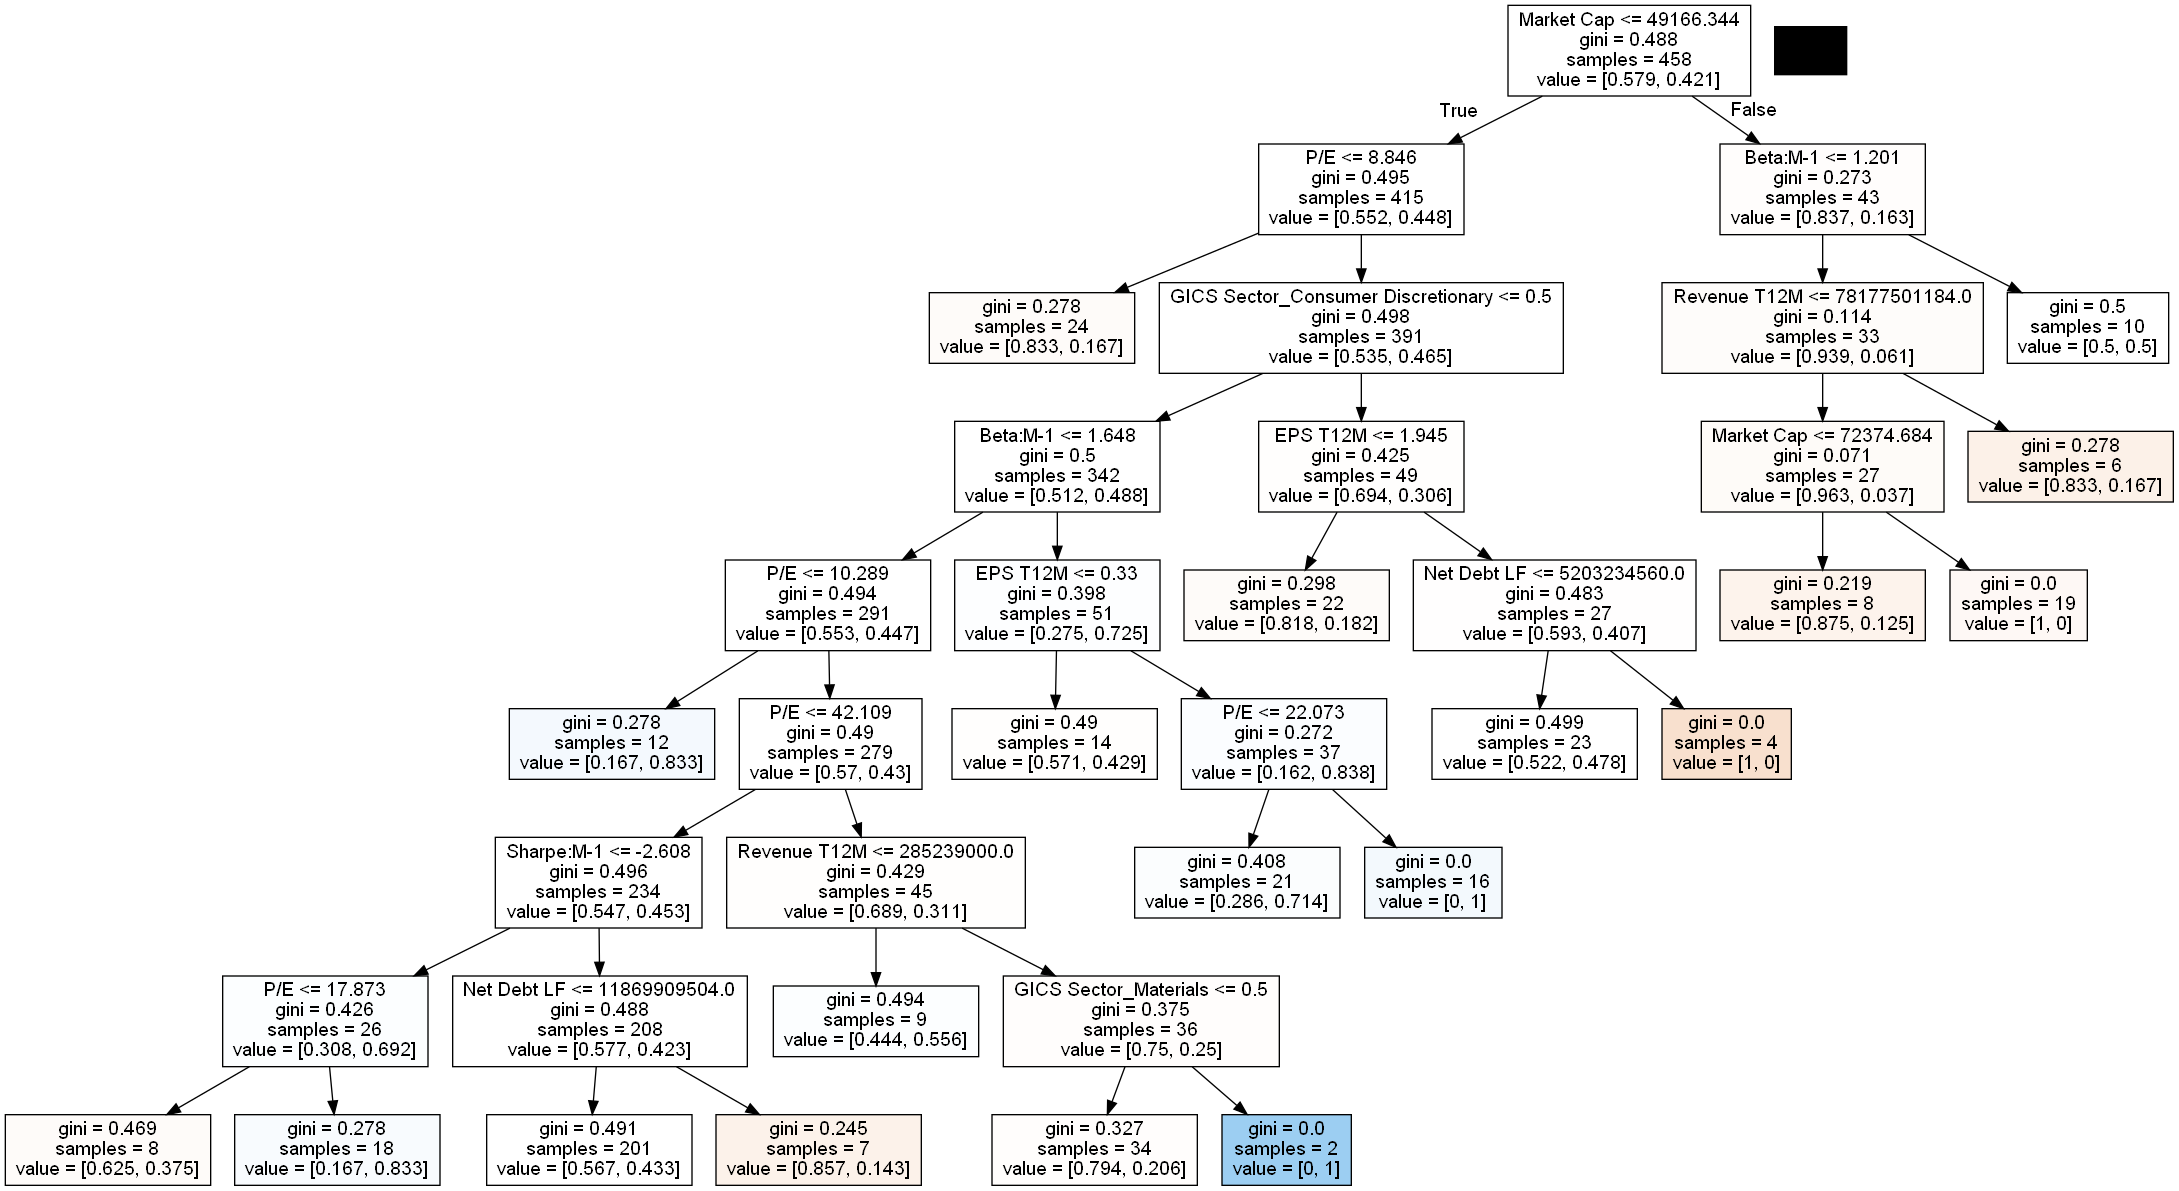 Market Cap <= 49166.344
gini = 0.488
samples = 458
value = [0.579, 0.421]
True
False
P/E <= 8.846
gini = 0.495
samples = 415
value = [0.552, 0.448]
Beta:M-1 <= 1.201
gini = 0.273
samples = 43
value = [0.837, 0.163]
gini = 0.278
samples = 24
value = [0.833, 0.167]
GICS Sector_Consumer Discretionary <= 0.5
gini = 0.498
samples = 391
value = [0.535, 0.465]
Revenue T12M <= 78177501184.0
gini = 0.114
samples = 33
value = [0.939, 0.061]
gini = 0.5
samples = 10
value = [0.5, 0.5]
Beta:M-1 <= 1.648
gini = 0.5
samples = 342
value = [0.512, 0.488]
EPS T12M <= 1.945
gini = 0.425
samples = 49
value = [0.694, 0.306]
Market Cap <= 72374.684
gini = 0.071
samples = 27
value = [0.963, 0.037]
gini = 0.278
samples = 6
value = [0.833, 0.167]
P/E <= 10.289
gini = 0.494
samples = 291
value = [0.553, 0.447]
EPS T12M <= 0.33
gini = 0.398
samples = 51
value = [0.275, 0.725]
gini = 0.298
samples = 22
value = [0.818, 0.182]
Net Debt LF <= 5203234560.0
gini = 0.483
samples = 27
value = [0.593, 0.407]
gini = 0.219
samples = 8
value = [0.875, 0.125]
gini = 0.0
samples = 19
value = [1, 0]
gini = 0.278
samples = 12
value = [0.167, 0.833]
P/E <= 42.109
gini = 0.49
samples = 279
value = [0.57, 0.43]
gini = 0.49
samples = 14
value = [0.571, 0.429]
P/E <= 22.073
gini = 0.272
samples = 37
value = [0.162, 0.838]
gini = 0.499
samples = 23
value = [0.522, 0.478]
gini = 0.0
samples = 4
value = [1, 0]
Sharpe:M-1 <= -2.608
gini = 0.496
samples = 234
value = [0.547, 0.453]
Revenue T12M <= 285239000.0
gini = 0.429
samples = 45
value = [0.689, 0.311]
gini = 0.408
samples = 21
value = [0.286, 0.714]
gini = 0.0
samples = 16
value = [0, 1]
P/E <= 17.873
gini = 0.426
samples = 26
value = [0.308, 0.692]
Net Debt LF <= 11869909504.0
gini = 0.488
samples = 208
value = [0.577, 0.423]
gini = 0.494
samples = 9
value = [0.444, 0.556]
GICS Sector_Materials <= 0.5
gini = 0.375
samples = 36
value = [0.75, 0.25]
gini = 0.469
samples = 8
value = [0.625, 0.375]
gini = 0.278
samples = 18
value = [0.167, 0.833]
gini = 0.491
samples = 201
value = [0.567, 0.433]
gini = 0.245
samples = 7
value = [0.857, 0.143]
gini = 0.327
samples = 34
value = [0.794, 0.206]
gini = 0.0
samples = 2
value = [0, 1]